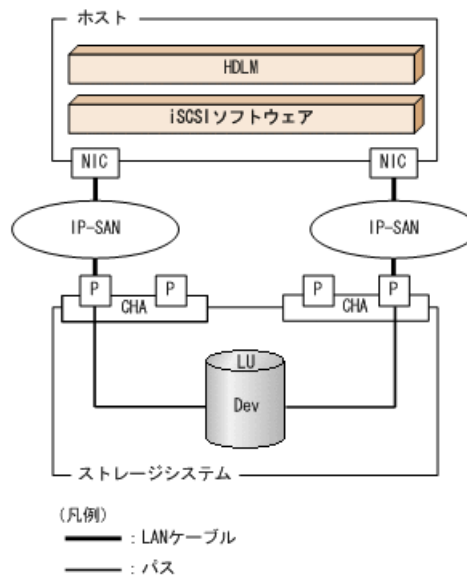 ホスト
HDLM
iSCSIソフトウェア
NIC NIC
IP-SAN IP-SAN
P P P P
CHA CHA
LU
Dev
ストレージシステム
(凡例)
: LANケーブル
: パス